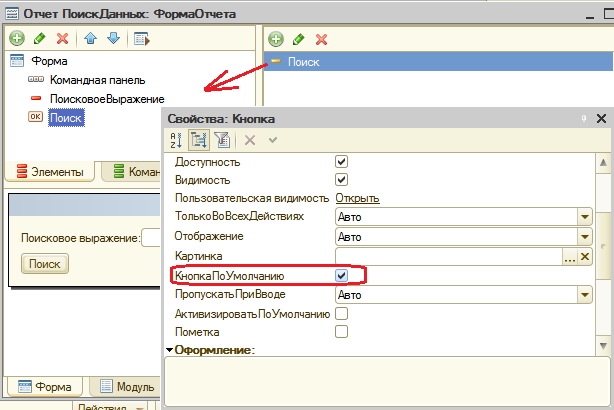 Отчет ПоискДанных: ФормаОтчета
Форма
Командная панель
ПоисковоеВыражение
OK Поиск
Поиск
Элементы
Коман
Поисковое выражение:
Поиск
Форма
Модуль
Действия
Свойства: Кнопка
Доступность
Видимость
Пользовательская видимость Открыть
ТолькоВоВсехДействиях Авто
Отображение Авто
Картинка ...
КнопкаПоУмолчанию
ПропускатьПриВводе Авто
АктивизироватьПоУмолчанию
Пометка
Оформление: